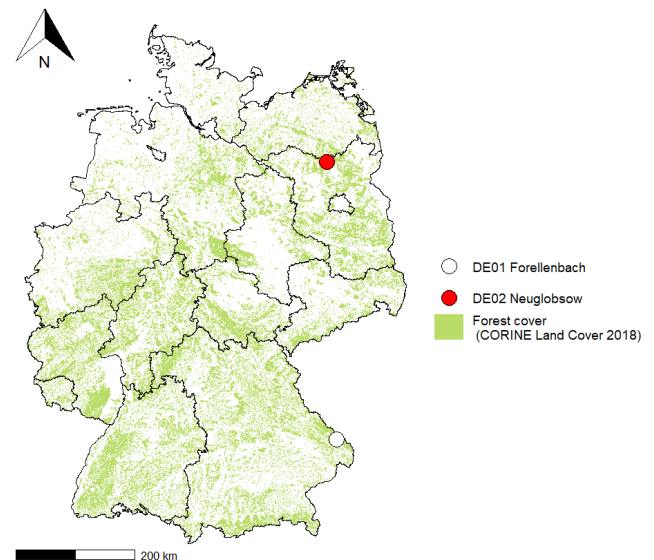 N
DE01 Forellenbach
DE02 Neuglobsow
Forest cover
(CORINE Land Cover 2018)
200 km